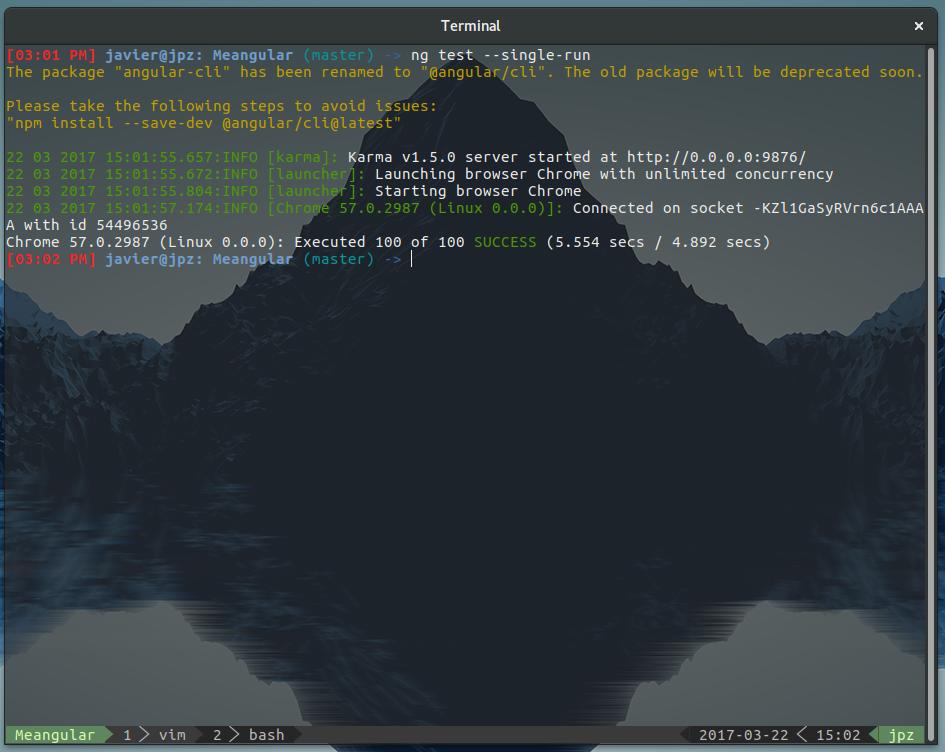 Terminal ×
[03:01 PM] javier@jpz: Meangular (master) -> ng test --single-run
The package "angular-cli" has been renamed to "@angular/cli". The old package will be deprecated soon.
Please take the following steps to avoid issues:
"npm install --save-dev @angular/cli@latest"
22 03 2017 15:01:55.657:INFO [karma]: Karma v1.5.0 server started at http://0.0.0.0:9876/
22 03 2017 15:01:55.672:INFO [launcher]: Launching browser Chrome with unlimited concurrency
22 03 2017 15:01:55.804:INFO [launcher]: Starting browser Chrome
22 03 2017 15:01:57.174:INFO [Chrome 57.0.2987 (Linux 0.0.0)]: Connected on socket -KZl1GaSyRVrn6c1AAA
A with id 54496536
Chrome 57.0.2987 (Linux 0.0.0): Executed 100 of 100 SUCCESS (5.554 secs / 4.892 secs)
[03:02 PM] javier@jpz: Meangular (master) ->
Meangular 1 > vim 2 > bash 2017-03-22 < 15:02 jpz